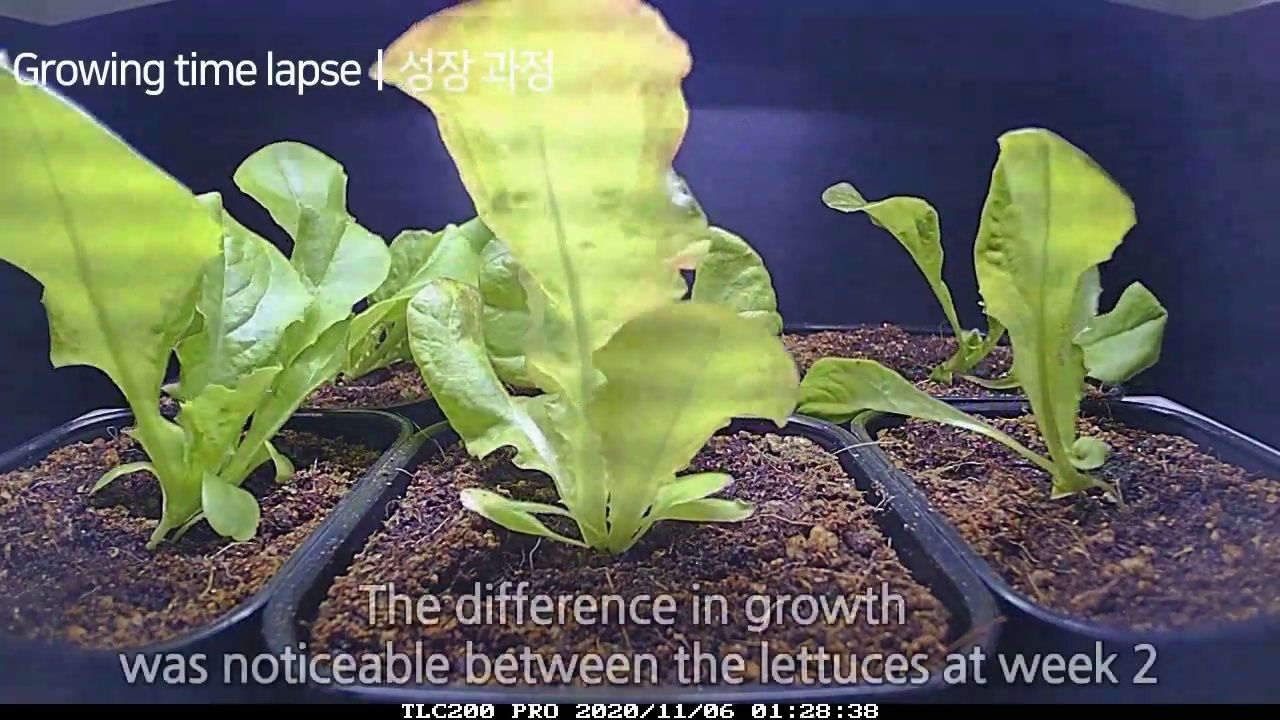 Growing time lapse | 성장 과정
The difference in growth
was noticeable between the lettuces at week 2
TLC200 PRO 2020/11/06 01:28:38